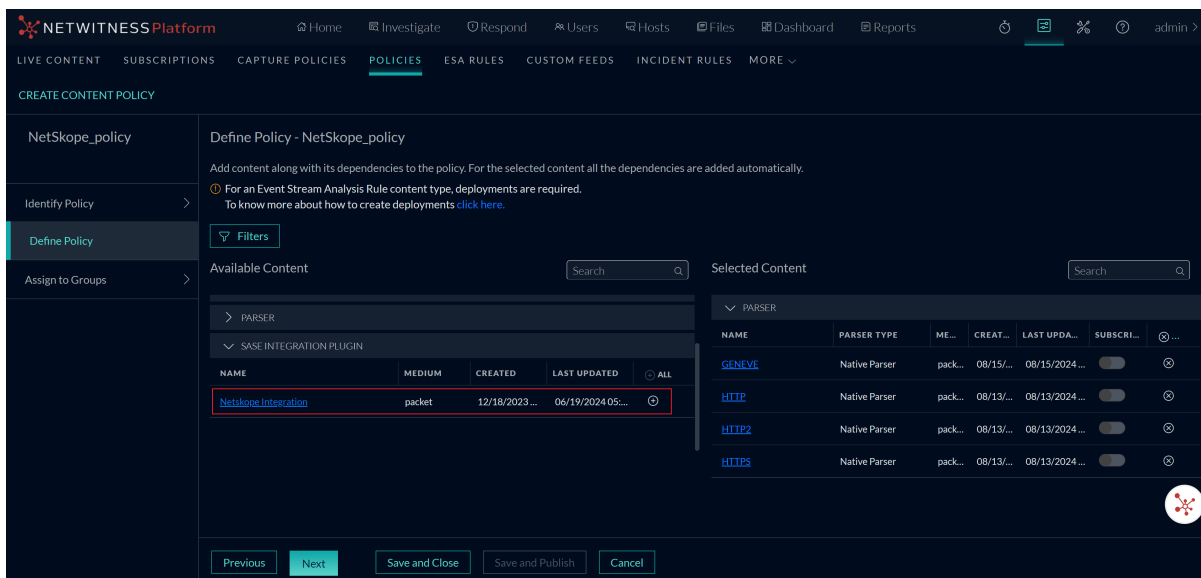 NETWITNESS Platform
Home Investigate Respond Users Hosts Files Dashboard Reports admin >
LIVE CONTENT SUBSCRIPTIONS CAPTURE POLICIES POLICIES ESA RULES CUSTOM FEEDS INCIDENT RULES MORE
CREATE CONTENT POLICY
NetSkope_policy
Identify Policy
Define Policy
Assign to Groups
Define Policy - NetSkope_policy
Add content along with its dependencies to the policy. For the selected content all the dependencies are added automatically.
For an Event Stream Analysis Rule content type, deployments are required.
To know more about how to create deployments click here.
Filters
Available Content Search
PARSER
SASE INTEGRATION PLUGIN
NAME MEDIUM CREATED LAST UPDATED ALL
Netskope Integration packet 12/18/2023 ... 06/19/2024 05:...
Selected Content Search
PARSER
NAME PARSER TYPE ME... CREAT... LAST UPDA... SUBSCRI... ...
GENEVE Native Parser pack... 08/15/... 08/15/2024 ...
HTTP Native Parser pack... 08/13/... 08/13/2024 ...
HTTP2 Native Parser pack... 08/13/... 08/13/2024 ...
HTTPS Native Parser pack... 08/13/... 08/13/2024 ...
Previous Next Save and Close Save and Publish Cancel